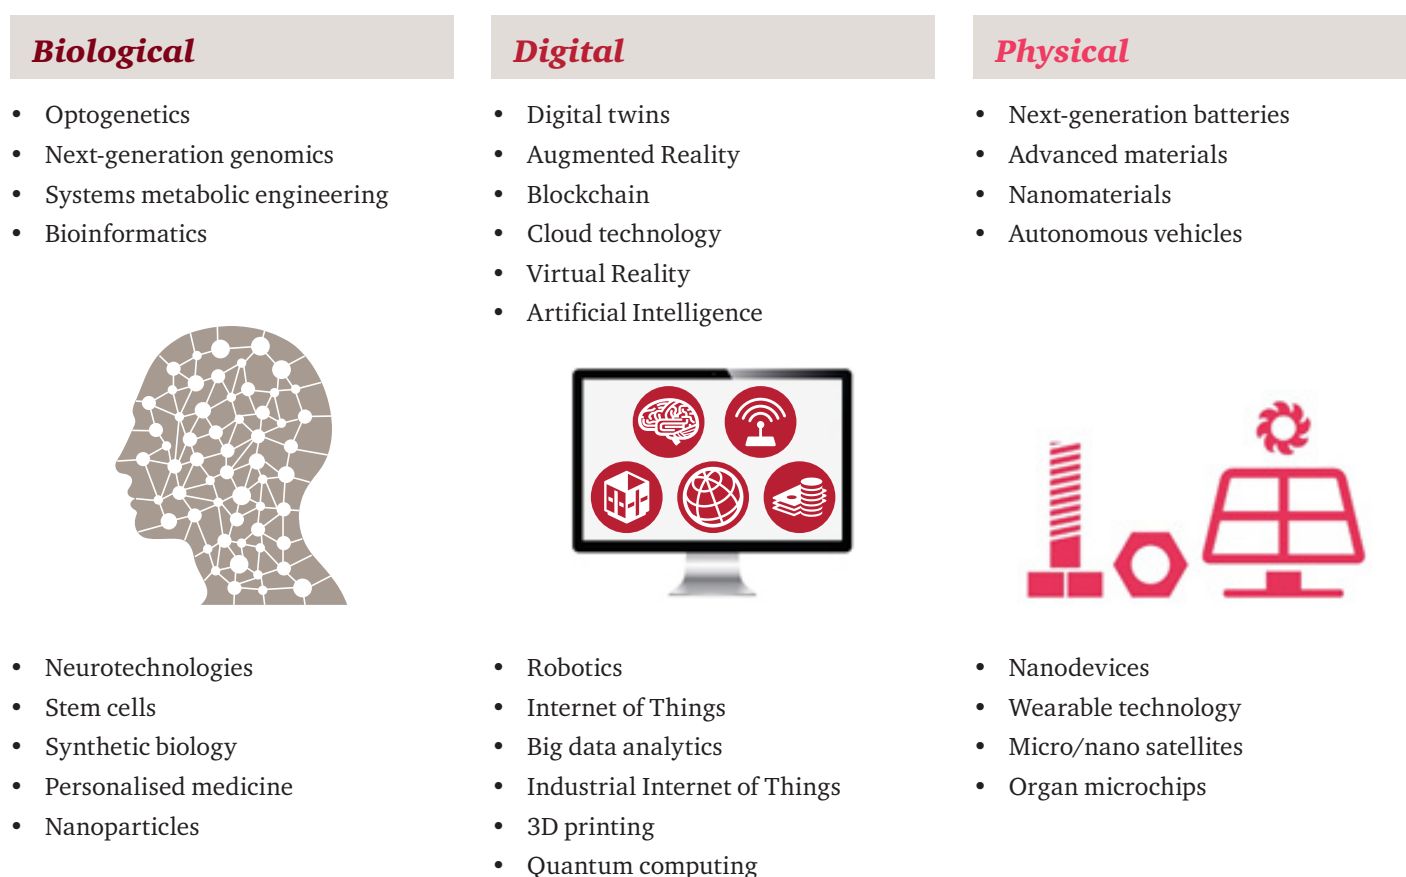 Biological
• Optogenetics
• Next-generation genomics
• Systems metabolic engineering
• Bioinformatics
• Neurotechnologies
• Stem cells
• Synthetic biology
• Personalised medicine
• Nanoparticles
Digital
• Digital twins
• Augmented Reality
• Blockchain
• Cloud technology
• Virtual Reality
• Artificial Intelligence
• Robotics
• Internet of Things
• Big data analytics
• Industrial Internet of Things
• 3D printing
• Quantum computing
Physical
• Next-generation batteries
• Advanced materials
• Nanomaterials
• Autonomous vehicles
• Nanodevices
• Wearable technology
• Micro/nano satellites
• Organ microchips